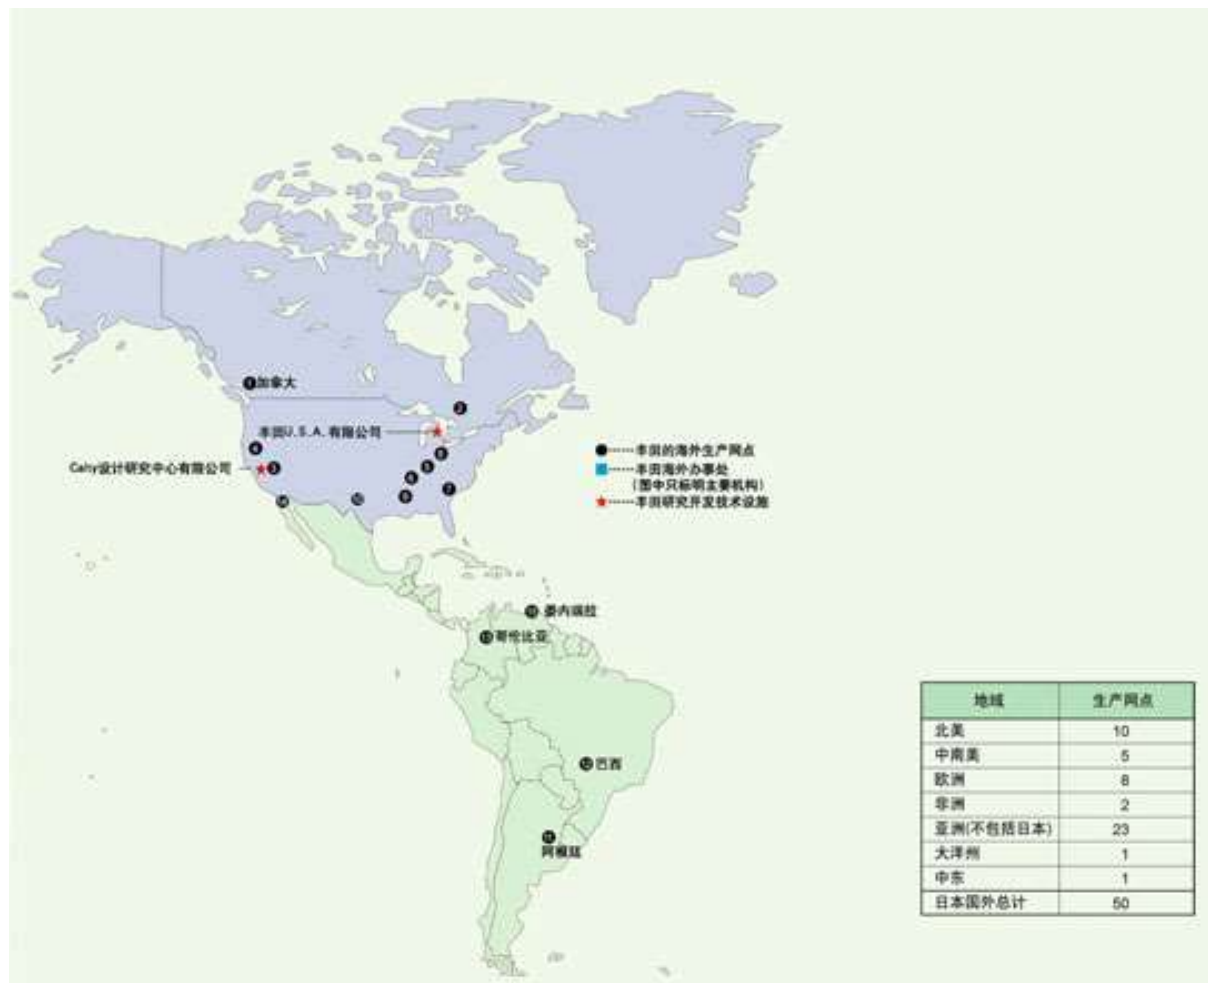 加拿大
丰田U.S.A.有限公司
Calty设计研究中心有限公司
丰田的海外生产网点
丰田海外办事处
(图中只标明主要机构)
丰田研究开发技术设施
委内瑞拉
哥伦比亚
巴西
阿根廷
地域 生产网点
北美 10
中南美 5
欧洲 8
非洲 2
亚洲(不包括日本) 23
大洋州 1
中东 1
日本国外总计 50